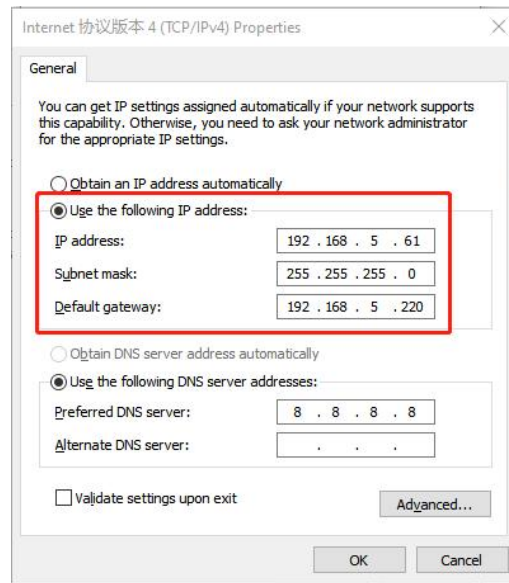 Internet 协议版本 4 (TCP/IPv4) Properties
General
You can get IP settings assigned automatically if your network supports
this capability. Otherwise, you need to ask your network administrator
for the appropriate IP settings.
Obtain an IP address automatically
Use the following IP address:
IP address: 192 . 168 . 5 . 61
Subnet mask: 255 . 255 . 255 . 0
Default gateway: 192 . 168 . 5 . 220
Obtain DNS server address automatically
Use the following DNS server addresses:
Preferred DNS server: 8 . 8 . 8 . 8
Alternate DNS server: . . .
Validate settings upon exit
Advanced...
OK Cancel